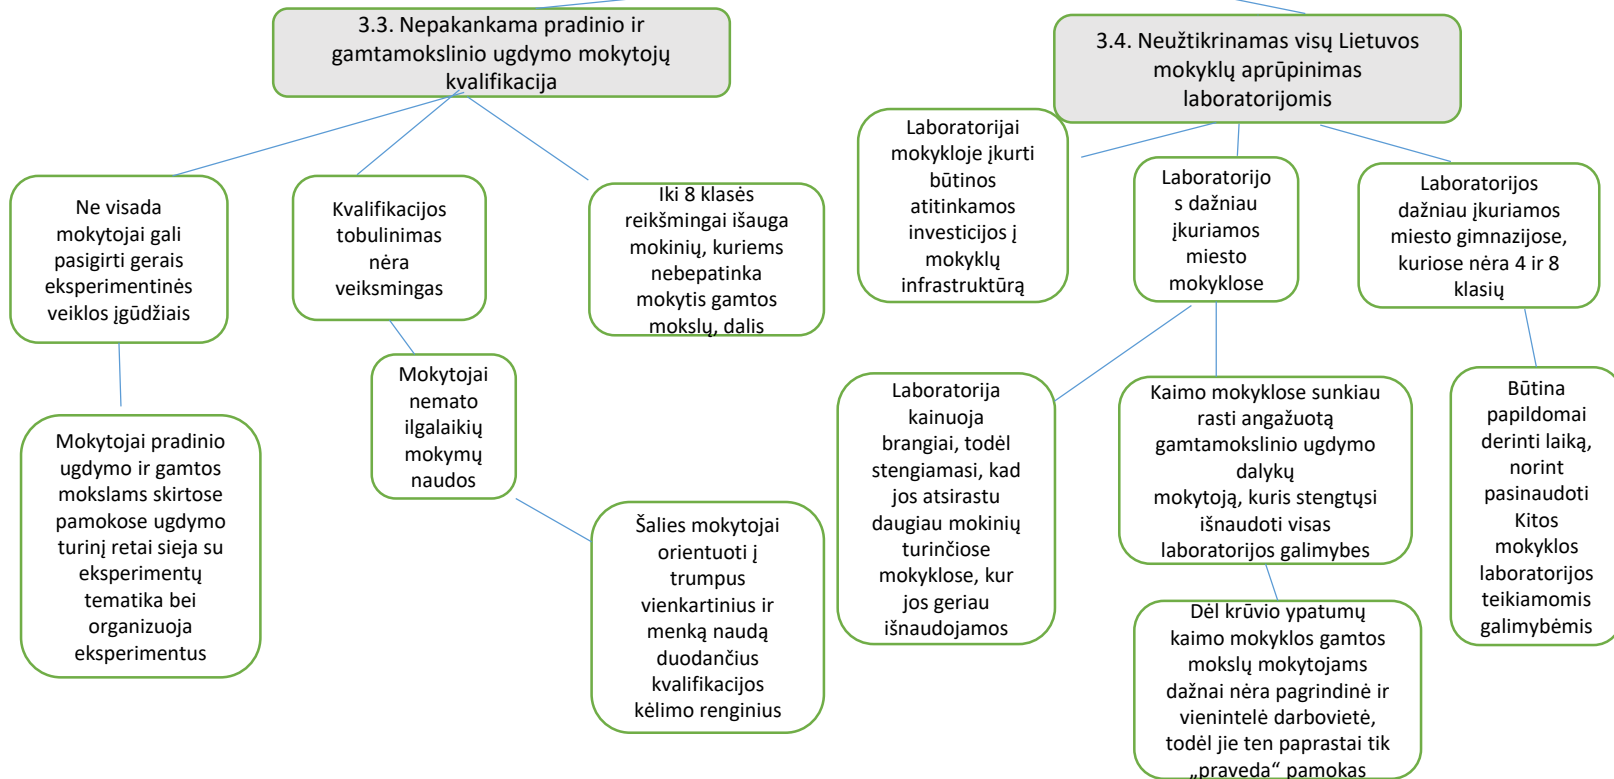 3.3. Nepakankama pradinio ir
gamtamokslinio ugdymo mokytojų
kvalifikacija
3.4. Neužtikrinamas visų Lietuvos
mokyklų aprūpinimas
laboratorijomis
Ne visada
mokytojai gali
pasigirti gerais
eksperimentinės
veiklos įgūdžiais
Kvalifikacijos
tobulinimas
nėra
veiksmingas
Iki 8 klasės
reikšmingai išauga
mokinių, kuriems
nebepatinka
mokytis gamtos
mokslų, dalis
Laboratorijai
mokykloje įkurti
būtinos
atitinkamos
investicijos į
mokyklų
infrastruktūrą
Laboratorijo
s dažniau
įkuriamos
miesto
mokyklose
Laboratorijos
dažniau įkuriamos
miesto gimnazijose,
kuriose nėra 4 ir 8
klasių
Mokytojai pradinio
ugdymo ir gamtos
mokslams skirtose
pamokose ugdymo
turinį retai sieja su
eksperimentų
tematika bei
organizuoja
eksperimentus
Mokytojai
nemato
ilgalaikių
mokymų
naudos
Šalies mokytojai
orientuoti į
trumpus
vienkartinius ir
menką naudą
duodančius
kvalifikacijos
kėlimo renginius
Laboratorija
kainuoja
brangiai, todėl
stengiamasi, kad
jos atsirastu
daugiau mokinių
turinčiose
mokyklose, kur
jos geriau
išnaudojamos
Kaimo mokyklose sunkiau
rasti angažuotą
gamtamokslinio ugdymo
dalykų
mokytoją, kuris stengtųsi
išnaudoti visas
laboratorijos galimybes
Būtina
papildomai
derinti laiką,
norint
pasinaudoti
Kitos
mokyklos
laboratorijos
teikiamomis
galimybėmis
Dėl krūvio ypatumų
kaimo mokyklos gamtos
mokslų mokytojams
dažnai nėra pagrindinė ir
vienintelė darbovietė,
todėl jie ten paprastai tik
„praveda“ pamokas